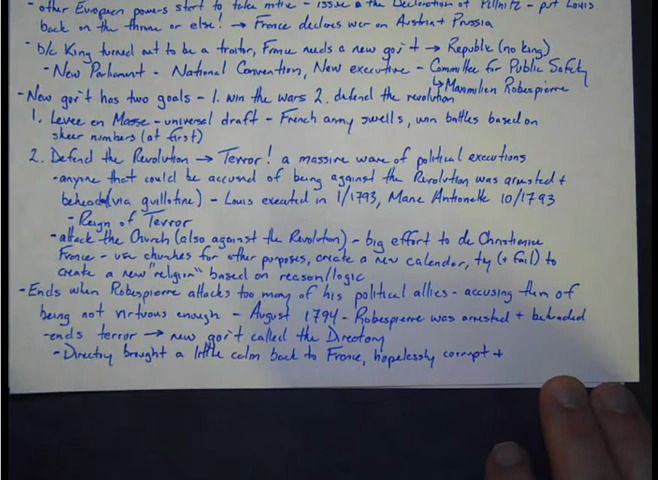 - other European powers start to take notice - issue the Declaration of Pillnitz - put Louis
back on the throne or else! → France declares war on Austria + Prussia
- b/c King turned out to be a traitor, France needs a new gov't → Republic (no king)
- New Parliament - National Convention, New executive - Committee for Public Safety
↳ Maximilien Robespierre
- New gov't has two goals - 1. win the wars 2. defend the revolution
1. Levee en Masse - universal draft - French army swells, win battles based on
sheer numbers (at first)
2. Defend the Revolution → Terror! a massive wave of political executions
- anyone that could be accused of being against the Revolution was arrested +
behead (via guillotine) - Louis executed in 1/1793, Marie Antionette 10/1793
- Reign of Terror
- attack the Church (also against the Revolution) - big effort to de Christianize
France - use churches for other purposes, create a new calendar, try (+ fail) to
create a new "religion" based on reason/logic
- Ends when Robespierre attacks too many of his political allies - accusing them of
being not virtuous enough - August 1794 - Robespierre was arrested + beheaded
- ends terror → new gov't called the Directory
- Directory brought a little calm back to France, hopelessly corrupt +